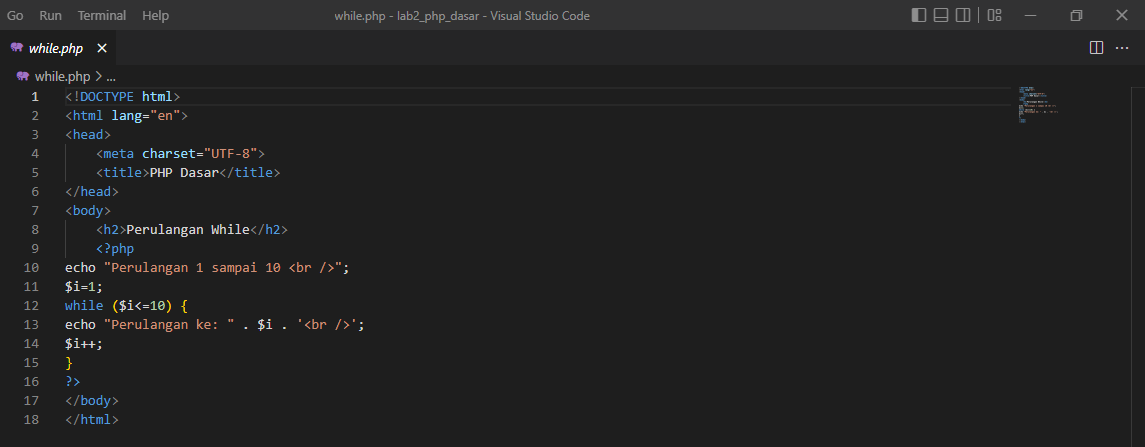 Go Run Terminal Help while.php - lab2_php_dasar - Visual Studio Code
while.php
while.php > ...
1 <!DOCTYPE html>
2 <html lang="en">
3 <head>
4 <meta charset="UTF-8">
5 <title>PHP Dasar</title>
6 </head>
7 <body>
8 <h2>Perulangan While</h2>
9 <?php
10 echo "Perulangan 1 sampai 10 <br />";
11 $i=1;
12 while ($i<=10) {
13 echo "Perulangan ke: " . $i . '<br />';
14 $i++;
15 }
16 ?>
17 </body>
18 </html>